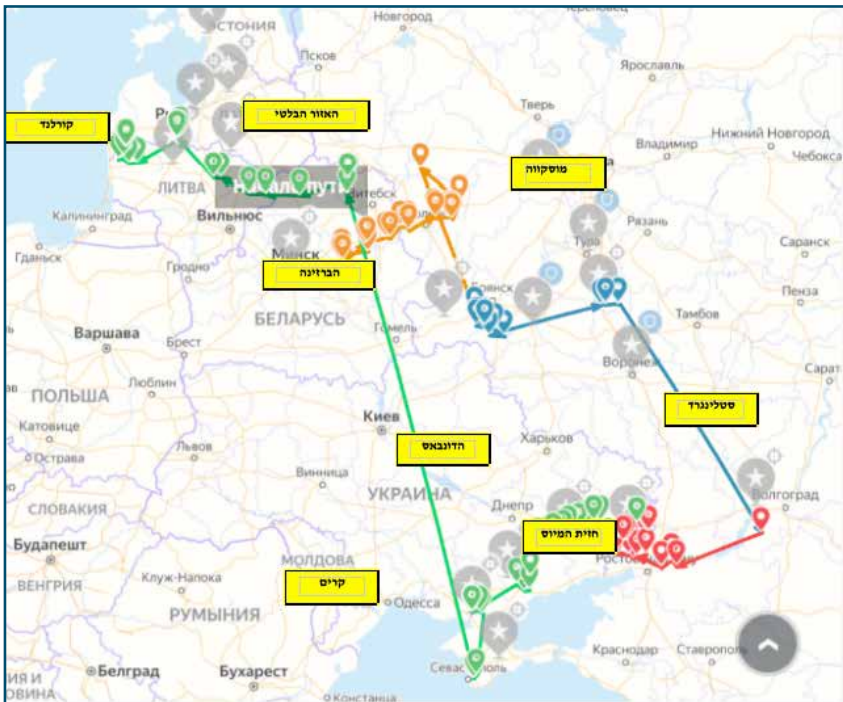 Новгород
ЭСТОНИЯ
Псков
Ярославль
Тверь
האזור הבלטי
קורלנד
Владимир
Нижний Новгород
מוסקווה
ЛИТВА
Начало пути
Витебск
Калининград
Вильнюс
Рязань
Гданьск
Тула
Саранск
Минск
Гродно
הברזינה
Брянск
Пенза
БЕЛАРУСЬ
Гомель
Тамбов
Варшава
Брест
Воронеж
ПОЛЬША
Люблин
סטלינגרד
Киев
Катовице
הדונבאס
Харьков
Острава
Львов
Винница
УКРАИНА
Волгоград
СЛОВАКИЯ
Днепр
חזית המיוס
Будапешт
МОЛДОВА
ВЕНГРИЯ
Клуж-Напока
קרים
Одесса
РУМЫНИЯ
Краснодар
Ставрополь
Белград
Бухарест
Севастополь
Констанца